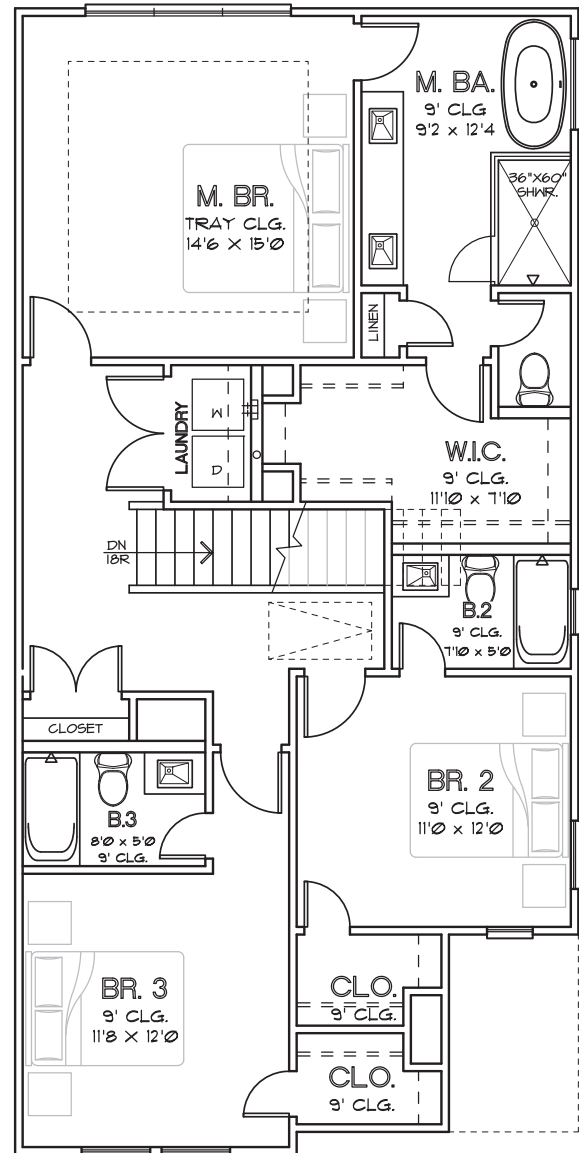 M. BA.
9' CLG
9'2 x 12'4
36"X60"
SHWR.
M. BR.
TRAY CLG.
14'6 X 15'0
LINEN
LAUNDRY
W
D
W.I.C.
9' CLG.
11'10 x 7'10
DN
18R
B.2
9' CLG.
7'10 x 5'0
CLOSET
B.3
8'0 x 5'0
9' CLG.
BR. 2
9' CLG.
11'0 x 12'0
BR. 3
9' CLG.
11'8 X 12'0
CLO.
9' CLG.
CLO.
9' CLG.